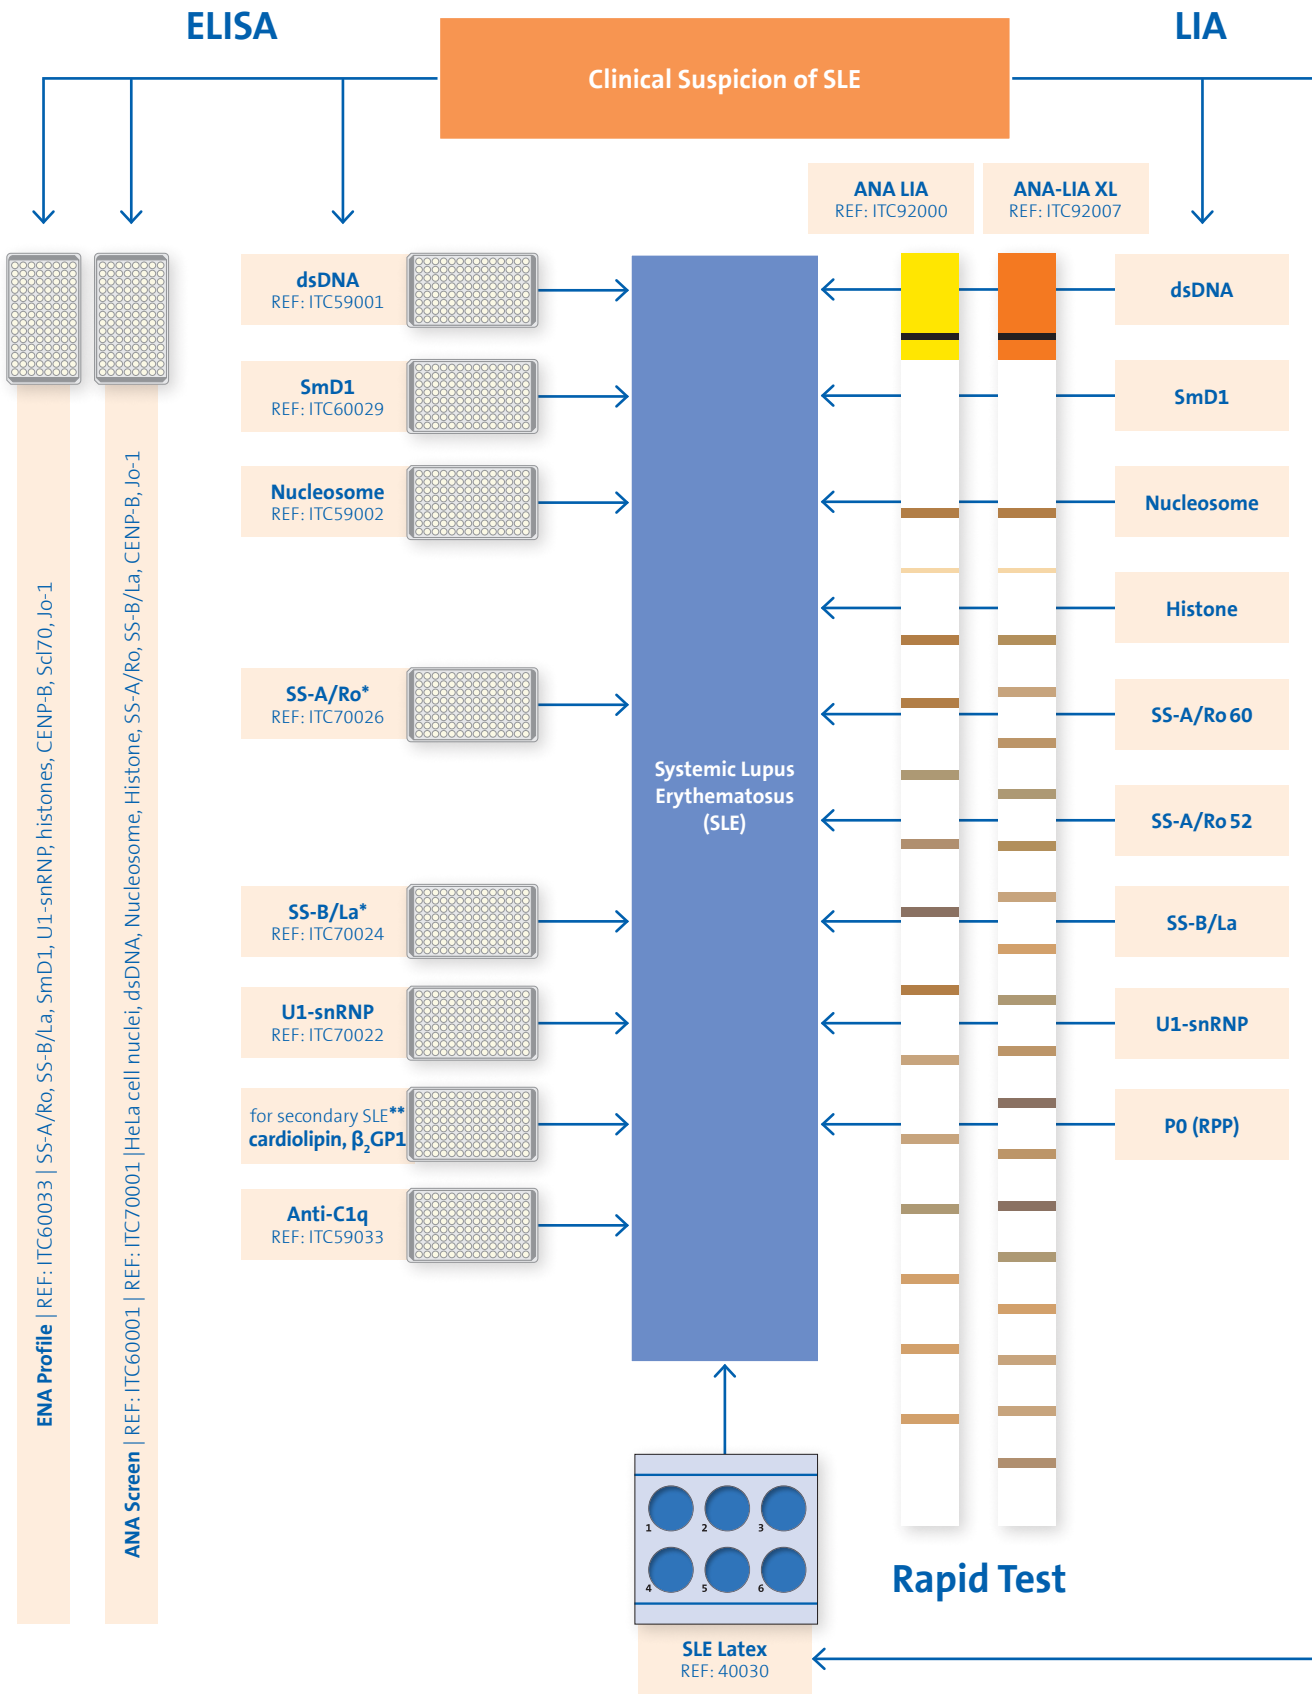 ELISA
Clinical Suspicion of SLE
LIA
ANA LIA
REF: ITC92000
ANA-LIA XL
REF: ITC92007
ENA Profile | REF: ITC60033 | SS-A/Ro, SS-B/La, SmD1, U1-snRNP, histones, CENP-B, Scl70, Jo-1
ANA Screen | REF: ITC60001 | REF: ITC70001 |HeLa cell nuclei, dsDNA, Nucleosome, Histone, SS-A/Ro, SS-B/La, CENP-B, Jo-1
dsDNA
REF: ITC59001
SmD1
REF: ITC60029
Nucleosome
REF: ITC59002
SS-A/Ro*
REF: ITC70026
SS-B/La*
REF: ITC70024
U1-snRNP
REF: ITC70022
for secondary SLE**
cardiolipin, β₂GP1
Anti-C1q
REF: ITC59033
Systemic Lupus
Erythematosus
(SLE)
dsDNA
SmD1
Nucleosome
Histone
SS-A/Ro 60
SS-A/Ro 52
SS-B/La
U1-snRNP
P0 (RPP)
1
2
3
4
5
6
Rapid Test
SLE Latex
REF: 40030